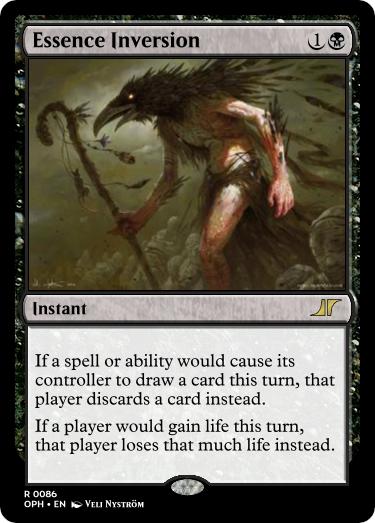 Essence Inversion 1
Instant
If a spell or ability would cause its
controller to draw a card this turn, that
player discards a card instead.
If a player would gain life this turn,
that player loses that much life instead.
R 0086
OPH • EN VELI NYSTRÖM